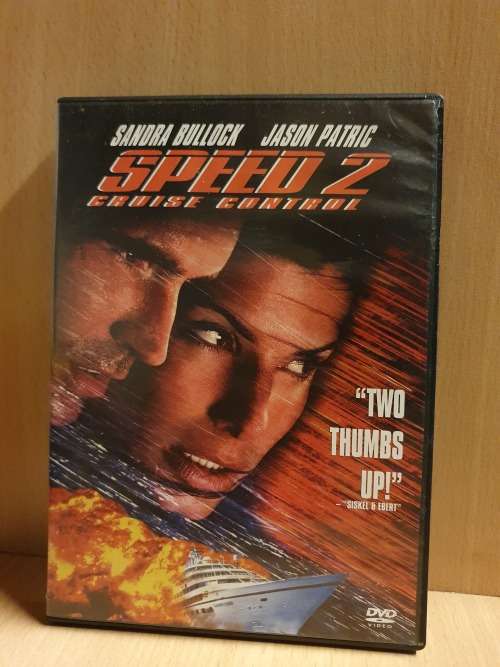 SANDRA BULLOCK JASON PATRIC
SPEED 2
CRUISE CONTROL
"TWO
THUMBS
UP!"
– "SISKEL & EBERT"
DVD
VIDEO